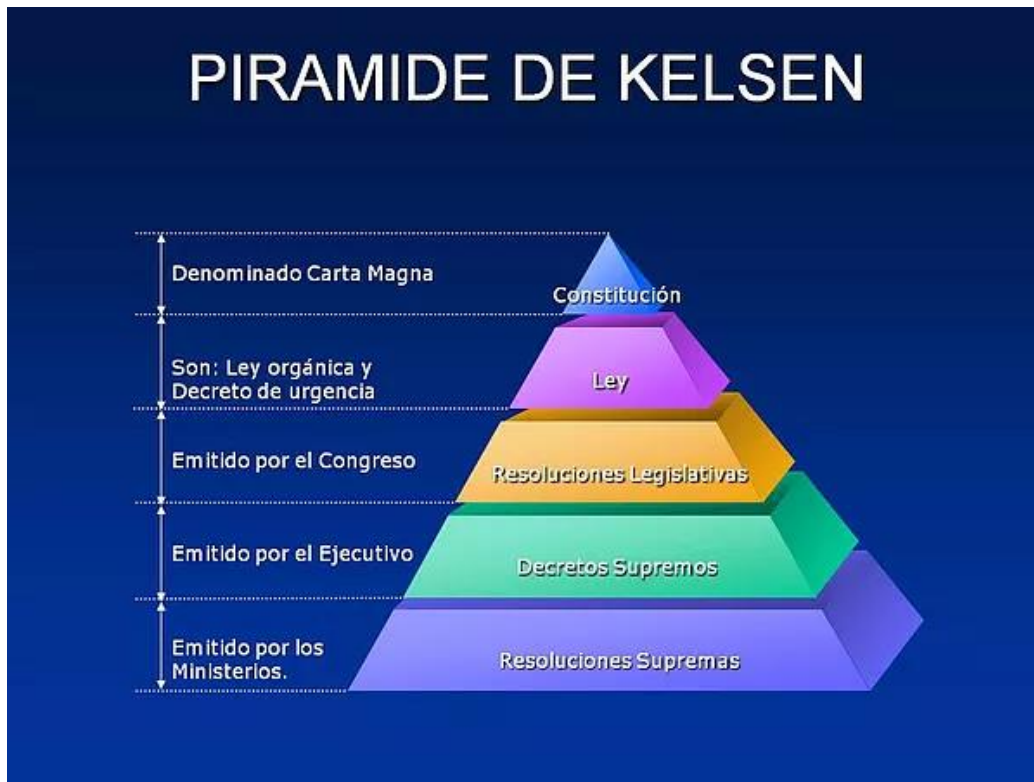 PIRAMIDE DE KELSEN
Denominado Carta Magna
Constitución
Son: Ley orgánica y
Decreto de urgencia
Ley
Emitido por el Congreso
Resoluciones Legislativas
Emitido por el Ejecutivo
Decretos Supremos
Emitido por los
Ministerios.
Resoluciones Supremas